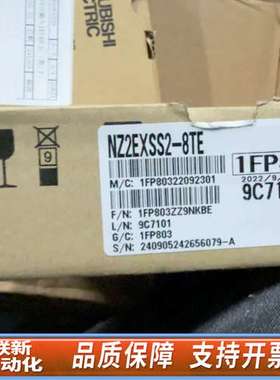 UBISHI
ELECTRIC
NZ2EXSS2-8TE
1FP
M/C: 1FP80322092301
2022/9/
9C71
F/N: 1FP803ZZ9NKBE
L/N: 9C7101
G/C: 1FP803
S/N: 240905242656079-A
9
联新
动化
品质保障 支持开票